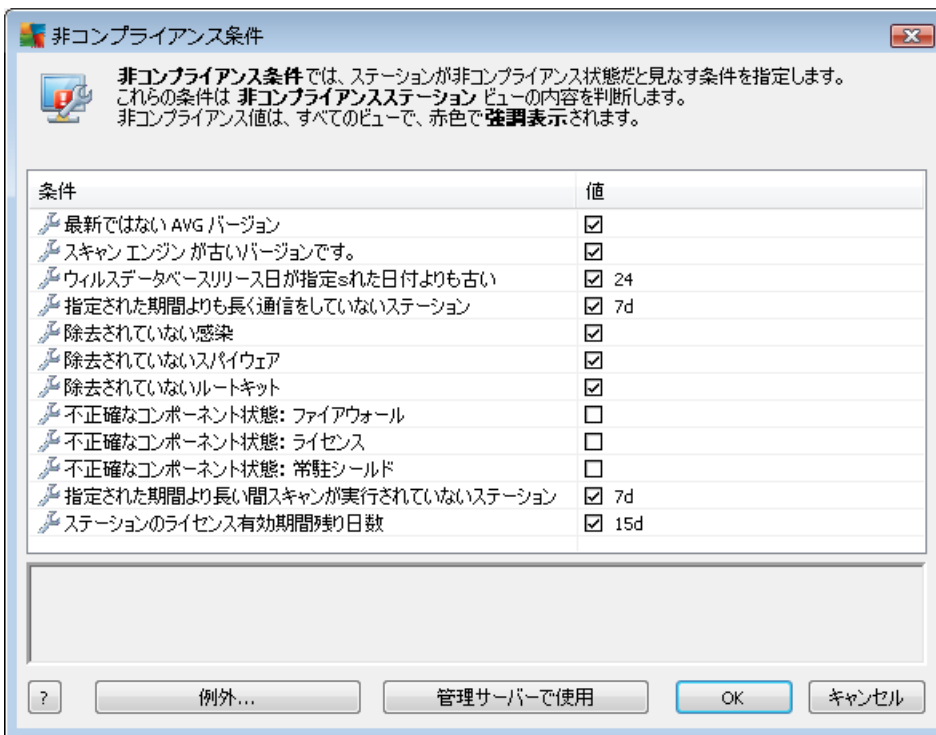 非コンプライアンス条件
非コンプライアンス条件では、ステーションが非コンプライアンス状態だと見なす条件を指定します。
これらの条件は 非コンプライアンスステーション ビューの内容を判断します。
非コンプライアンス値は、すべてのビューで、赤色で強調表示されます。
条件 値
最新ではない AVG バージョン
スキャン エンジン が古いバージョンです。
ウィルスデータベースリリース日が指定sれた日付よりも古い 24
指定された期間よりも長く通信をしていないステーション 7d
除去されていない感染
除去されていないスパイウェア
除去されていないルートキット
不正確なコンポーネント状態: ファイアウォール
不正確なコンポーネント状態: ライセンス
不正確なコンポーネント状態: 常駐シールド
指定された期間より長い間スキャンが実行されていないステーション 7d
ステーションのライセンス有効期間残り日数 15d
? 例外... 管理サーバーで使用 OK キャンセル